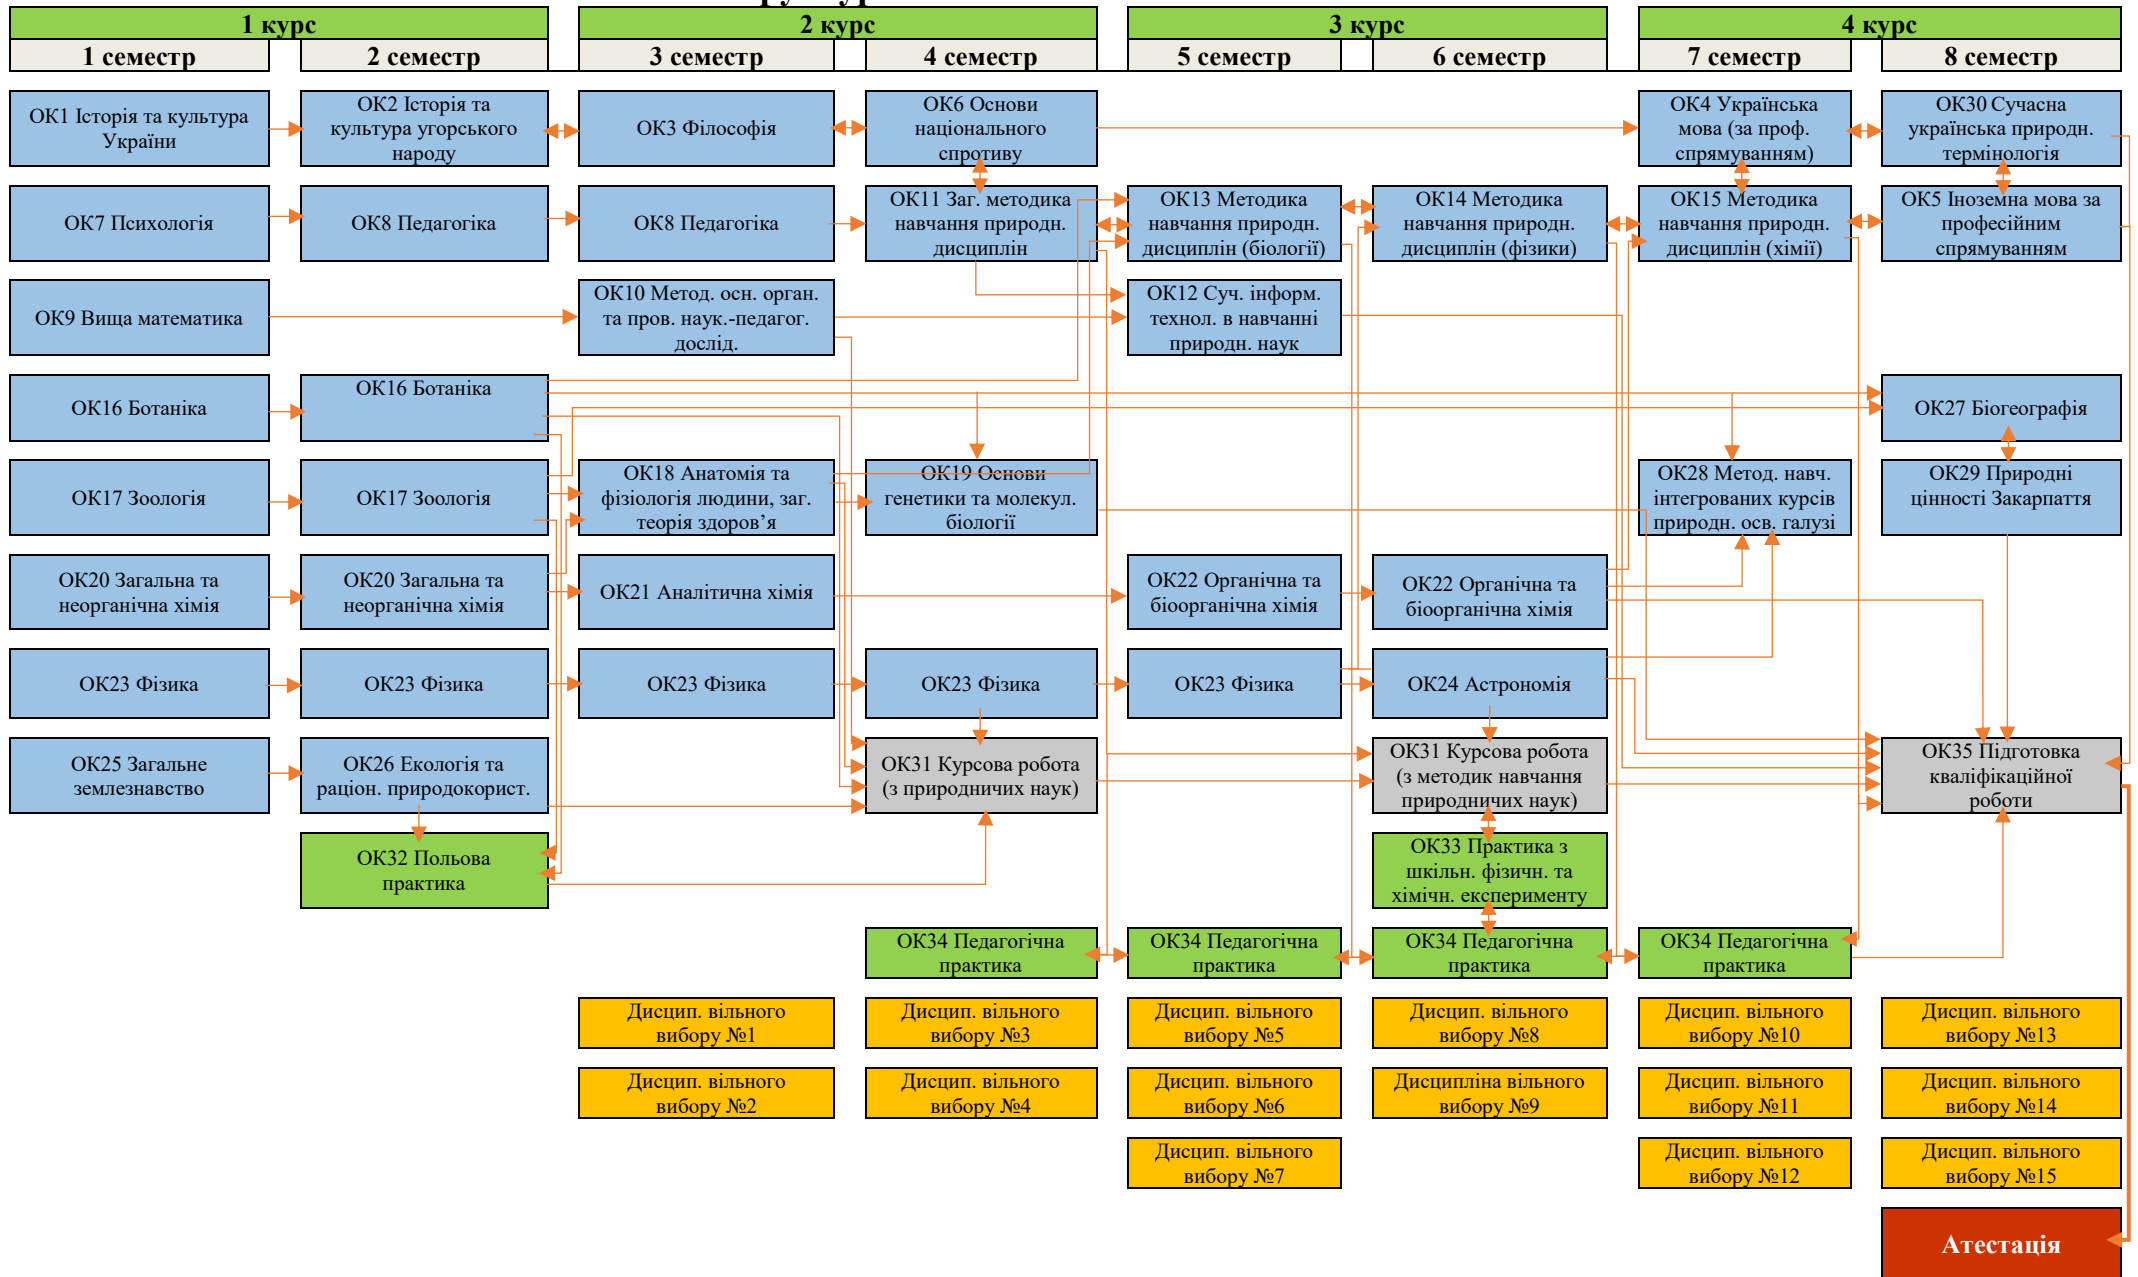 1 курс
2 курс
3 курс
4 курс
1 семестр
2 семестр
3 семестр
4 семестр
5 семестр
6 семестр
7 семестр
8 семестр
ОК1 Історія та культура
України
ОК2 Історія та
культура угорського
народу
ОК3 Філософія
ОК6 Основи
національного
спротиву
ОК4 Українська
мова (за проф.
спрямуванням)
ОК30 Сучасна
українська природн.
термінологія
ОК7 Психологія
ОК8 Педагогіка
ОК8 Педагогіка
ОК11 Заг. методика
навчання природн.
дисциплін
ОК13 Методика
навчання природн.
дисциплін (біології)
ОК14 Методика
навчання природн.
дисциплін (фізики)
ОК15 Методика
навчання природн.
дисциплін (хімії)
ОК5 Іноземна мова за
професійним
спрямуванням
ОК9 Вища математика
ОК10 Метод. осн. орган.
та пров. наук.-педагог.
дослід.
ОК12 Суч. інформ.
технол. в навчанні
природн. наук
ОК16 Ботаніка
ОК16 Ботаніка
ОК27 Біогеографія
ОК17 Зоологія
ОК17 Зоологія
ОК18 Анатомія та
фізіологія людини, заг.
теорія здоров’я
ОК19 Основи
генетики та молекул.
біології
ОК28 Метод. навч.
інтегрованих курсів
природн. осв. галузі
ОК29 Природні
цінності Закарпаття
ОК20 Загальна та
неорганічна хімія
ОК20 Загальна та
неорганічна хімія
ОК21 Аналітична хімія
ОК22 Органічна та
біоорганічна хімія
ОК22 Органічна та
біоорганічна хімія
ОК23 Фізика
ОК23 Фізика
ОК23 Фізика
ОК23 Фізика
ОК23 Фізика
ОК24 Астрономія
ОК25 Загальне
землезнавство
ОК26 Екологія та
раціон. природокорист.
ОК31 Курсова робота
(з природничих наук)
ОК31 Курсова робота
(з методик навчання
природничих наук)
ОК35 Підготовка
кваліфікаційної
роботи
ОК32 Польова
практика
ОК33 Практика з
шкільн. фізичн. та
хімічн. експерименту
ОК34 Педагогічна
практика
ОК34 Педагогічна
практика
ОК34 Педагогічна
практика
ОК34 Педагогічна
практика
Дисцип. вільного
вибору №1
Дисцип. вільного
вибору №3
Дисцип. вільного
вибору №5
Дисцип. вільного
вибору №8
Дисцип. вільного
вибору №10
Дисцип. вільного
вибору №13
Дисцип. вільного
вибору №2
Дисцип. вільного
вибору №4
Дисцип. вільного
вибору №6
Дисципліна вільного
вибору №9
Дисцип. вільного
вибору №11
Дисцип. вільного
вибору №14
Дисцип. вільного
вибору №7
Дисцип. вільного
вибору №12
Дисцип. вільного
вибору №15
Атестація